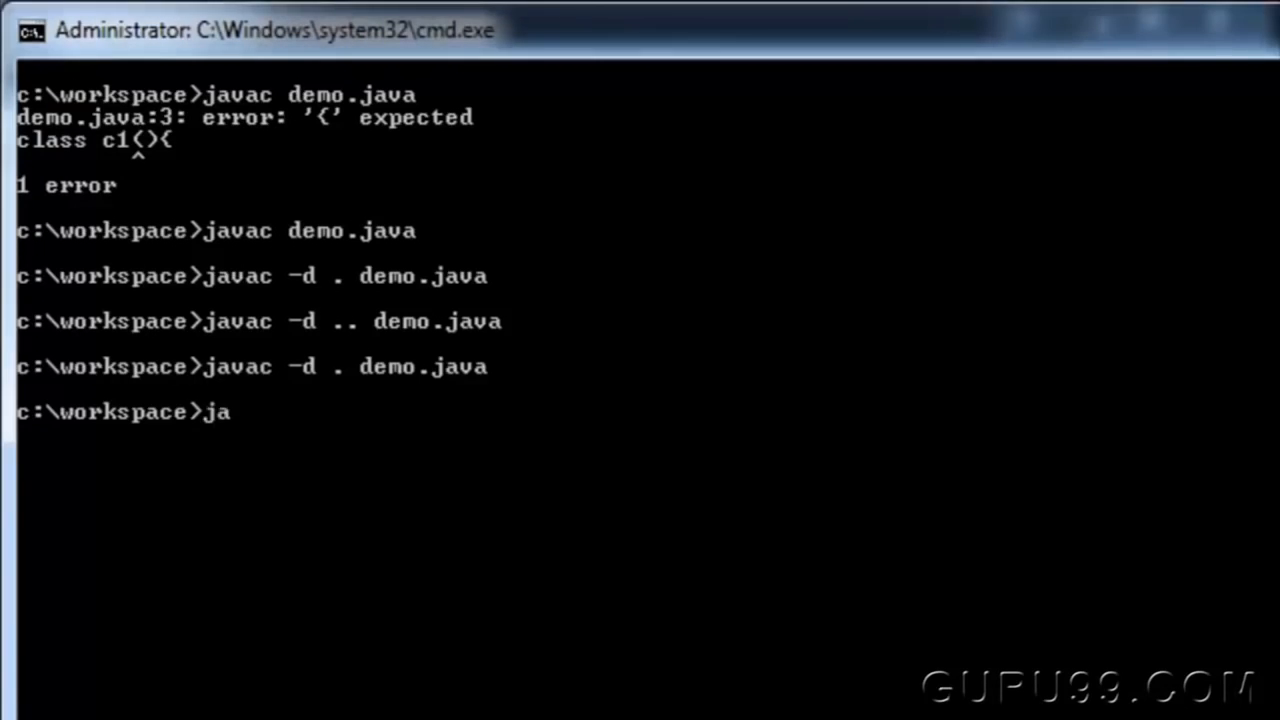 Administrator: C:\Windows\system32\cmd.exe
c:\workspace>javac demo.java
demo.java:3: error: '{' expected
class c1(){
^
1 error
c:\workspace>javac demo.java
c:\workspace>javac -d . demo.java
c:\workspace>javac -d .. demo.java
c:\workspace>javac -d . demo.java
c:\workspace>ja
GURU99.COM